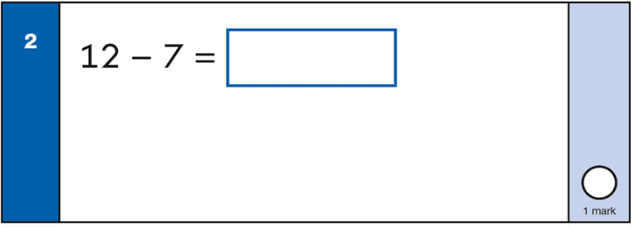 2
12 – 7 =
1 mark